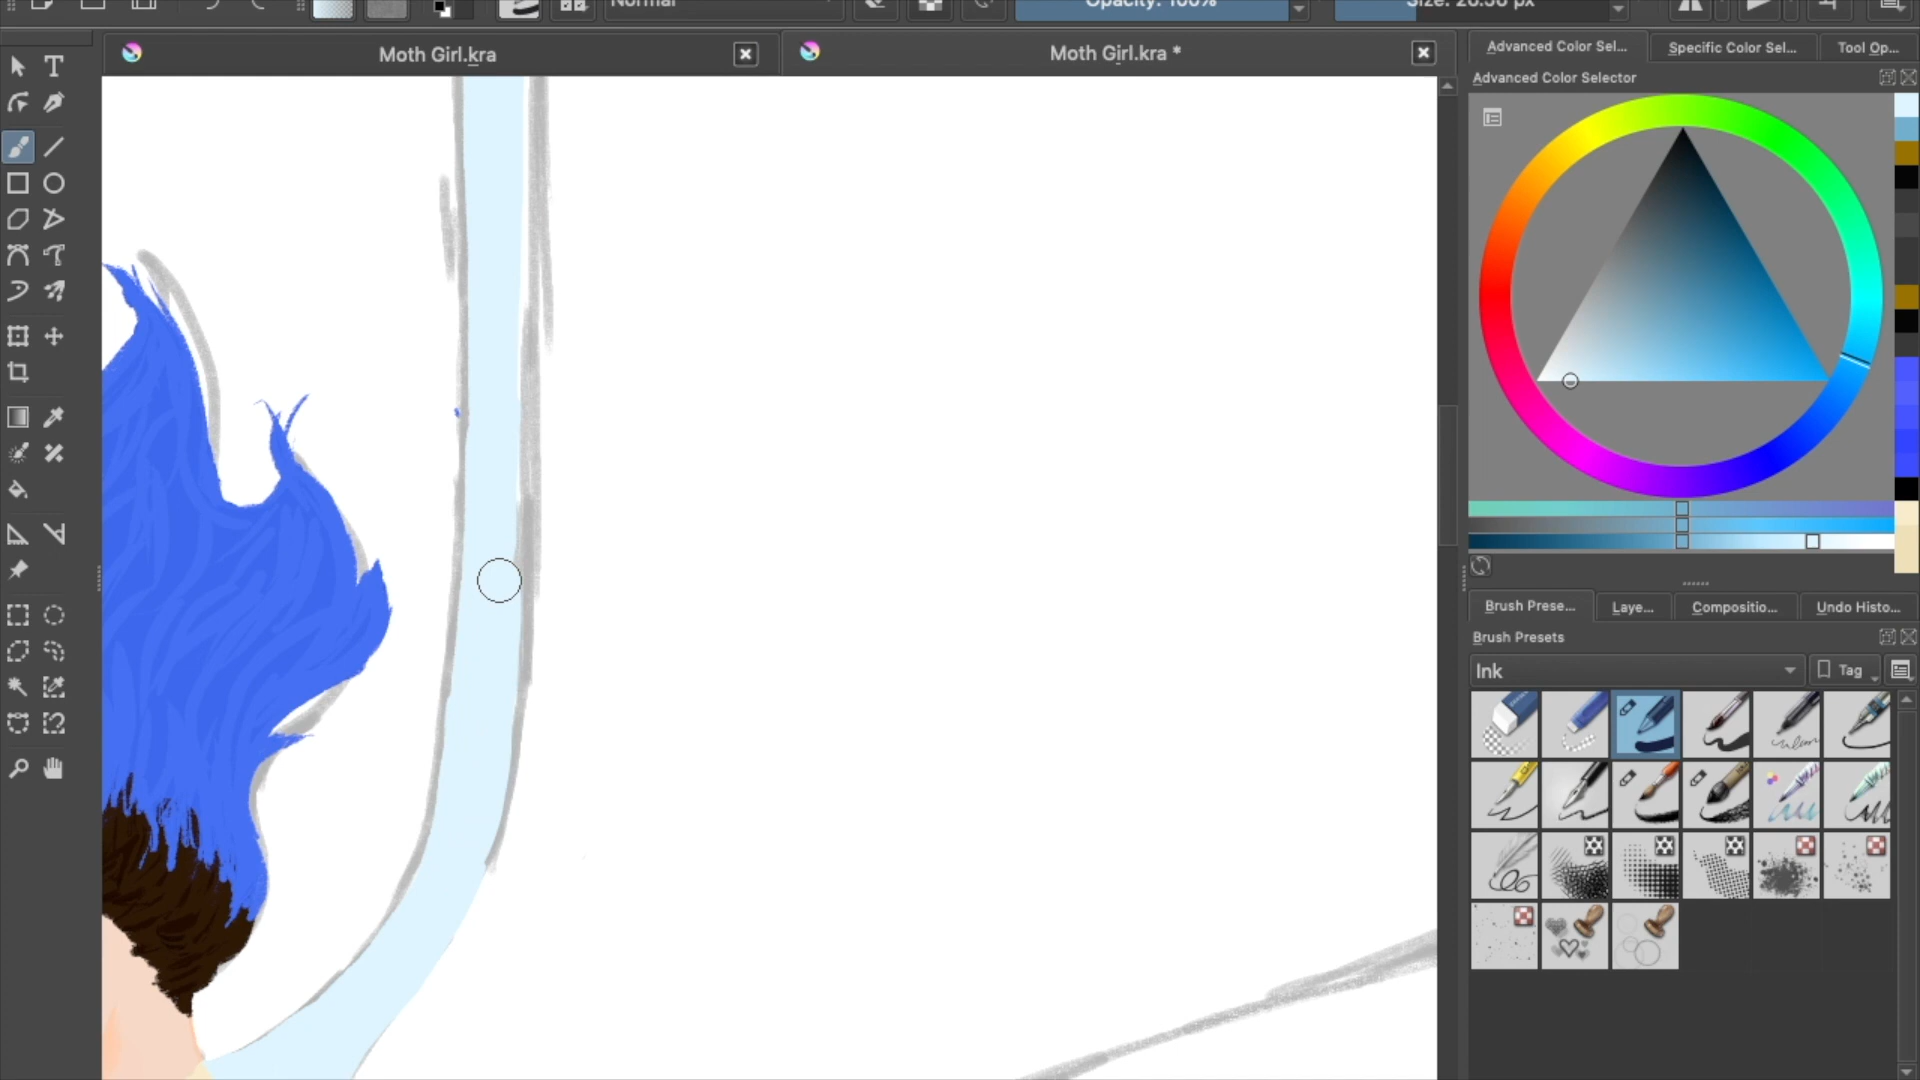 Normal
Opacity: 100%
Size: 26.56 px
Moth Girl.kra
Moth Girl.kra *
Advanced Color Sel...
Specific Color Sel...
Tool Op...
Advanced Color Selector
Brush Prese...
Laye...
Compositio...
Undo Histo...
Brush Presets
Ink
Tag